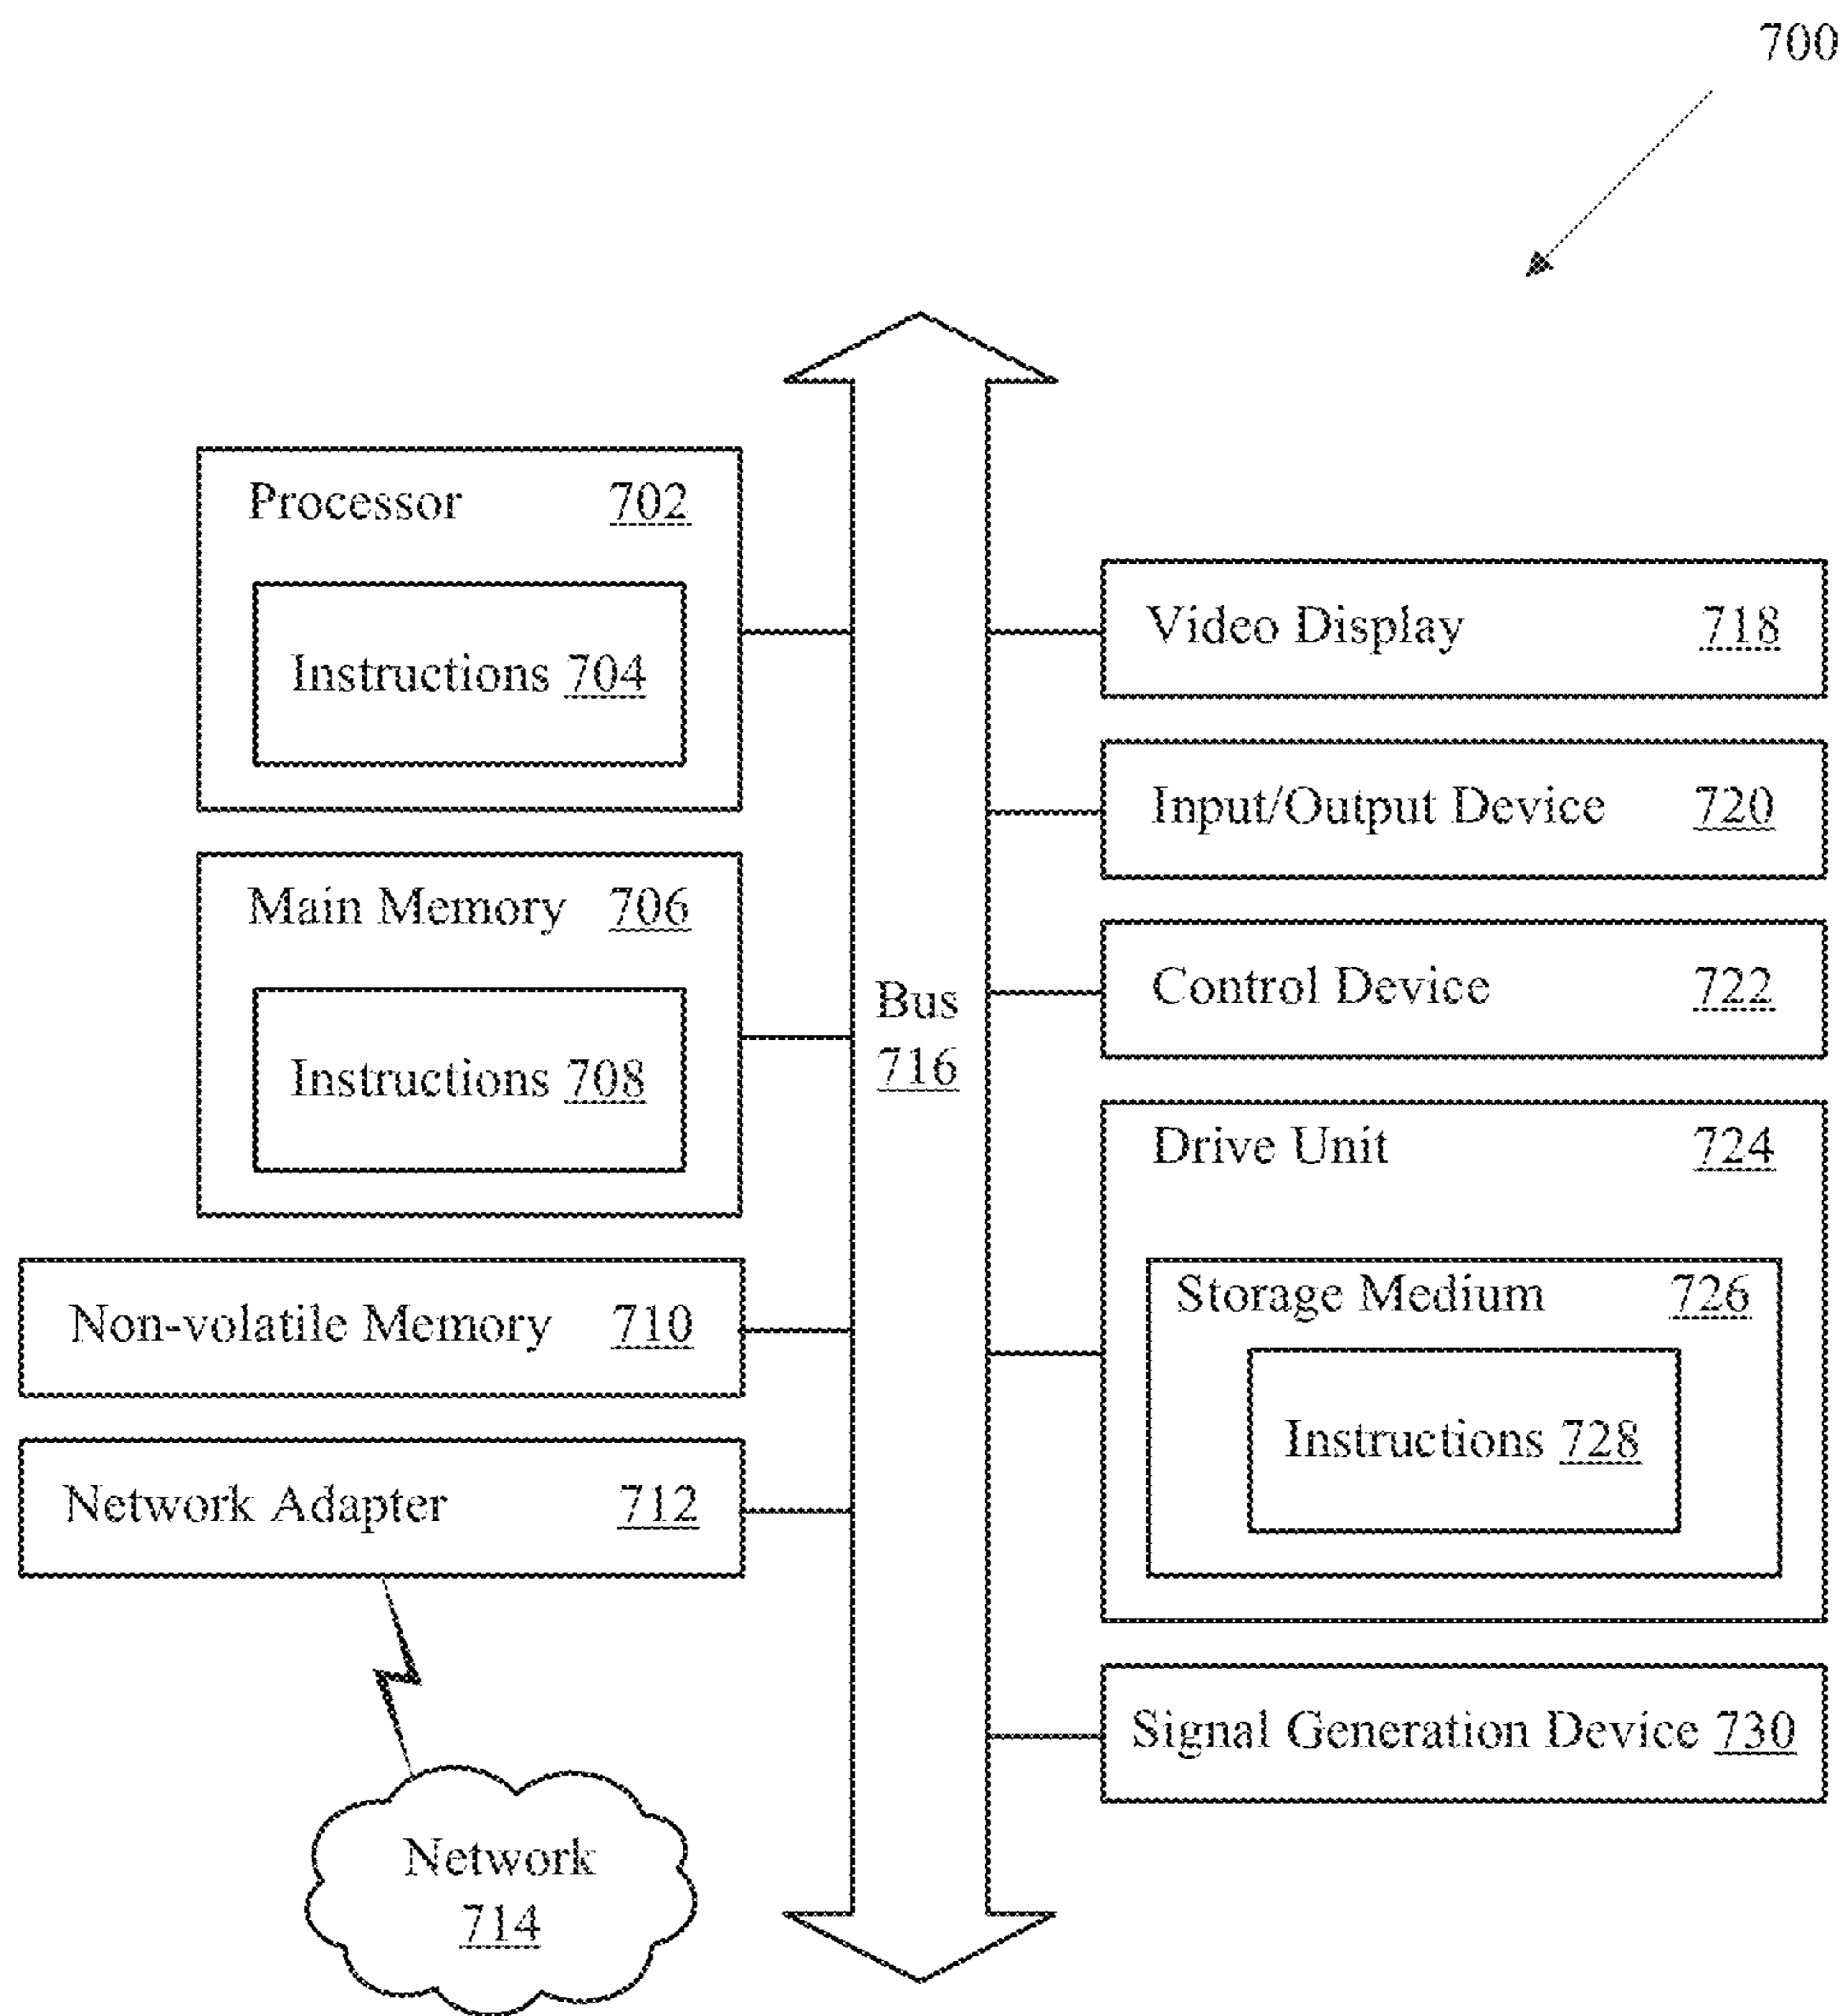 700
Processor 702
Instructions 704
Main Memory 706
Instructions 708
Non-volatile Memory 710
Network Adapter 712
Network
714
Bus
716
Video Display 718
Input/Output Device 720
Control Device 722
Drive Unit 724
Storage Medium 726
Instructions 728
Signal Generation Device 730